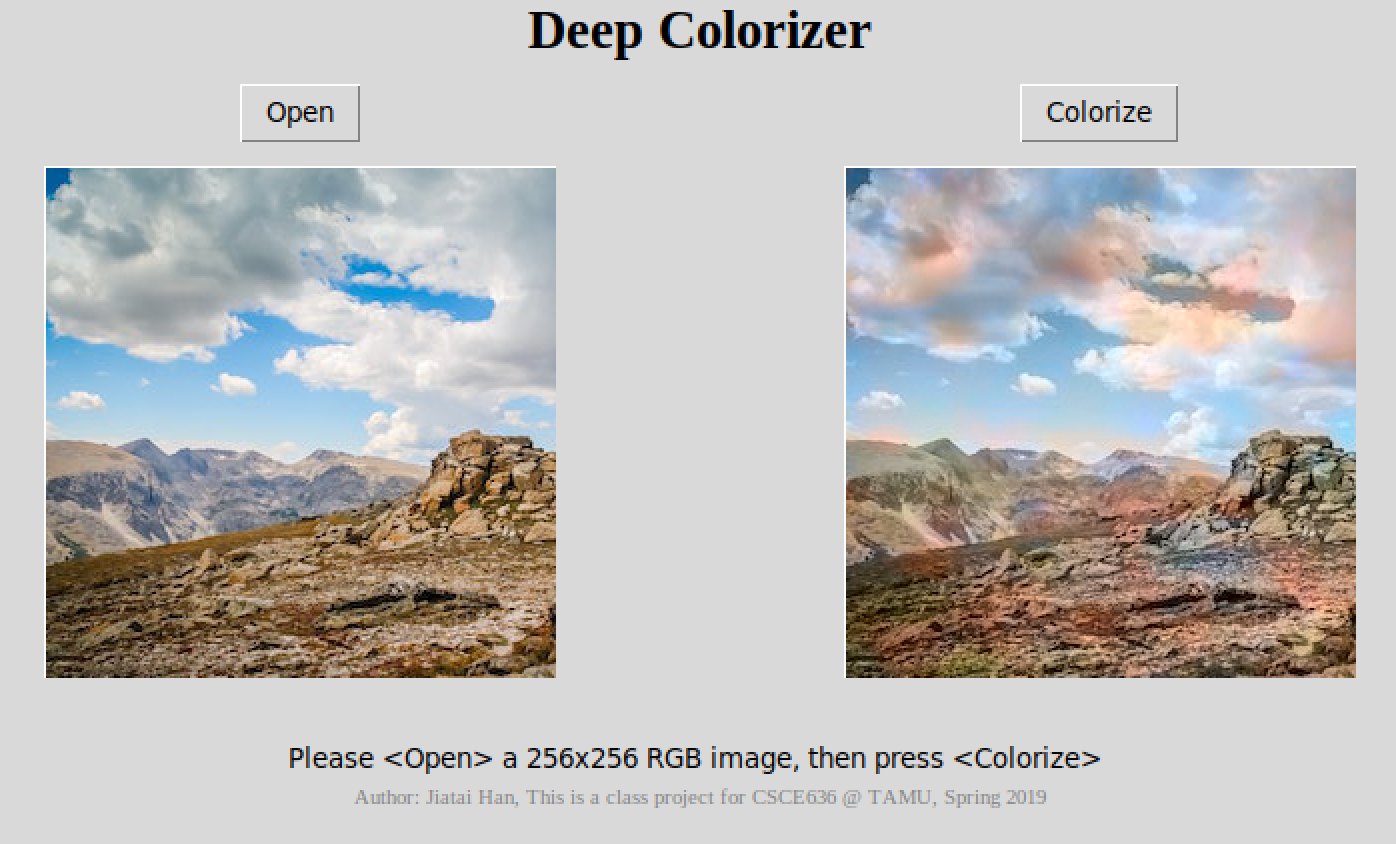 Deep Colorizer
Open
Colorize
Please <Open> a 256x256 RGB image, then press <Colorize>
Author: Jiatai Han, This is a class project for CSCE636 @ TAMU, Spring 2019